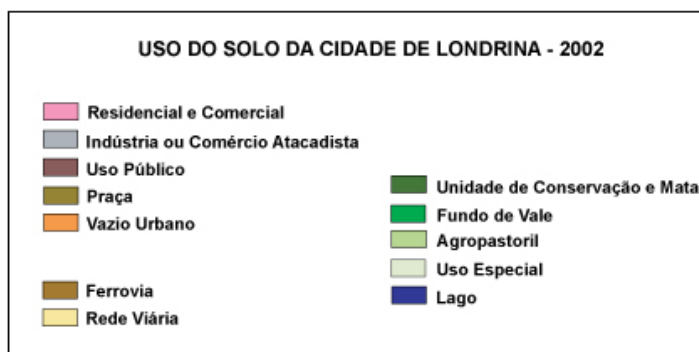 USO DO SOLO DA CIDADE DE LONDRINA - 2002
Residencial e Comercial
Indústria ou Comércio Atacadista
Uso Público
Praça
Vazio Urbano
Ferrovia
Rede Viária
Unidade de Conservação e Mata
Fundo de Vale
Agropastoril
Uso Especial
Lago